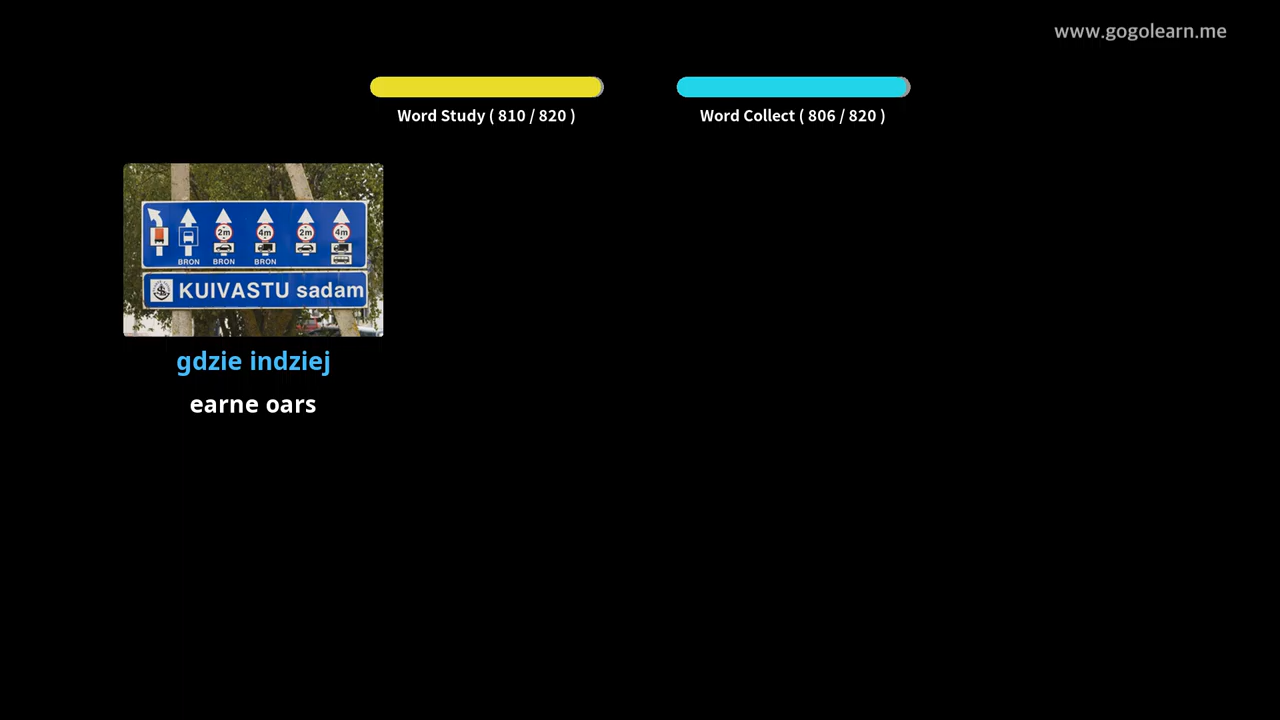 www.gogolearn.me
Word Study ( 810 / 820 )
Word Collect ( 806 / 820 )
2m 4m 2m 4m
BRON BRON BRON
KUIVASTU sadam
gdzie indziej
earne oars